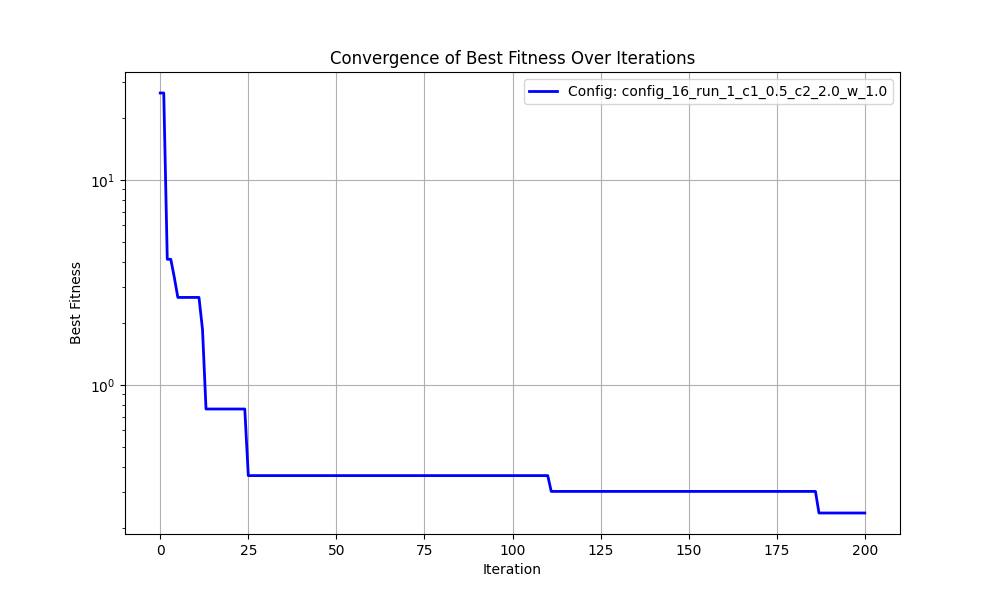 Convergence of Best Fitness Over Iterations
Config: config_16_run_1_c1_0.5_c2_2.0_w_1.0
10¹
10⁰
Best Fitness
0 25 50 75 100 125 150 175 200
Iteration